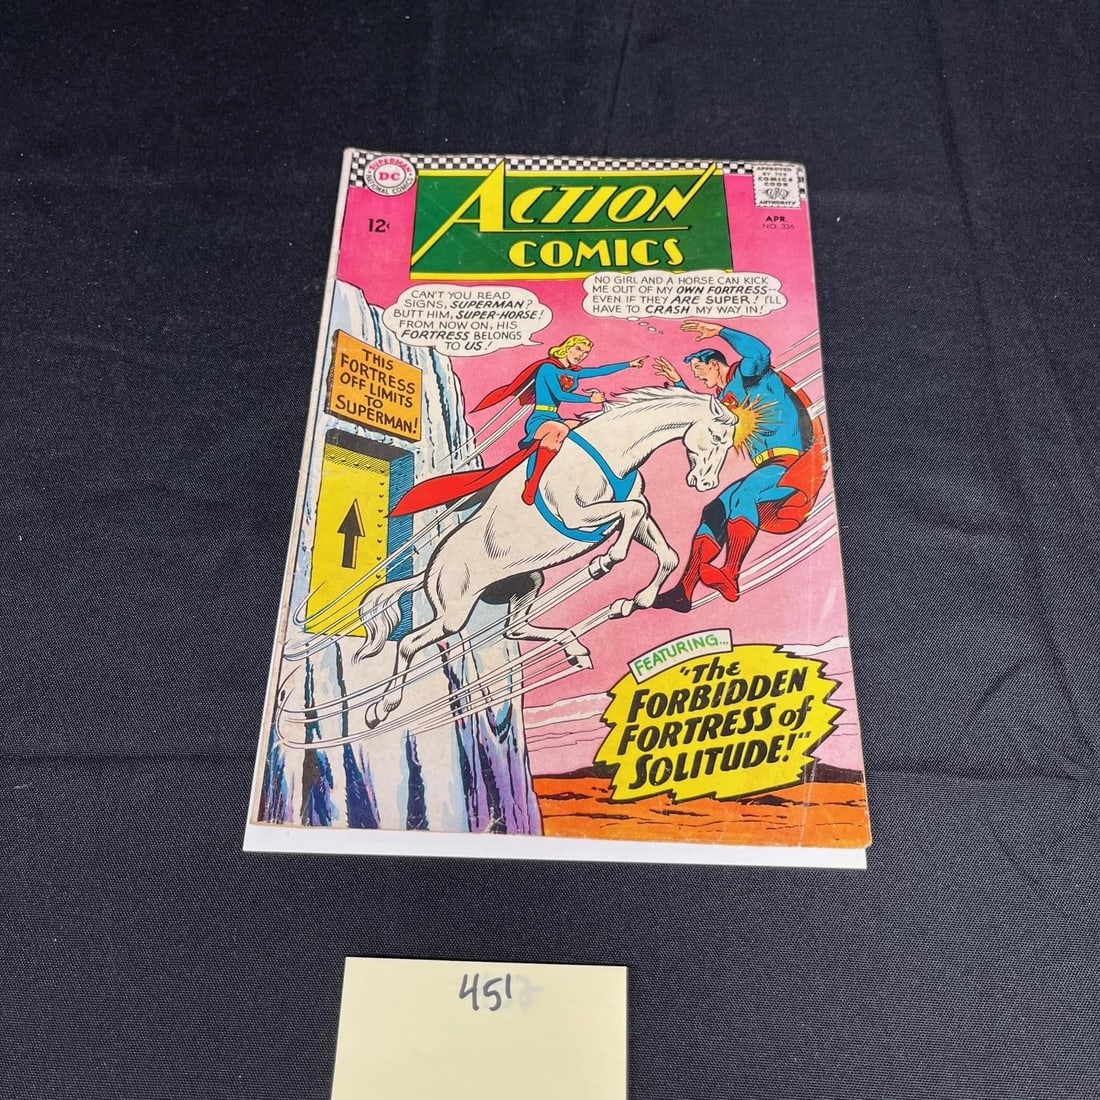 SUPERMAN
DC
NATIONAL COMICS
12¢
ACTION
COMICS
APPROVED
BY THE
COMICS
CODE
AUTHORITY
APR.
NO. 336
CAN'T YOU READ
SIGNS, SUPERMAN?
BUTT HIM, SUPER-HORSE!
FROM NOW ON, HIS
FORTRESS BELONGS
TO US!
NO GIRL AND A HORSE CAN KICK
ME OUT OF MY OWN FORTRESS--
EVEN IF THEY ARE SUPER! I'LL
HAVE TO CRASH MY WAY IN!
THIS
FORTRESS
OFF LIMITS
TO
SUPERMAN!
FEATURING...
"The
FORBIDDEN
FORTRESS of
SOLITUDE!"
451